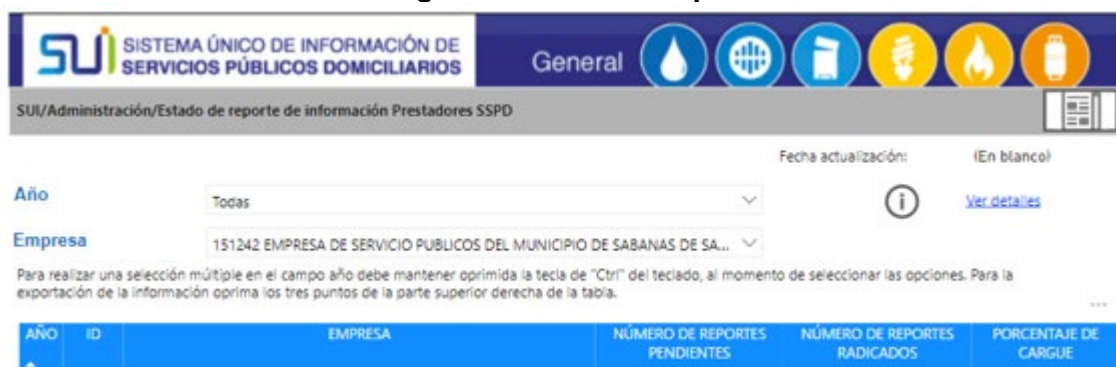 SUI SISTEMA ÚNICO DE INFORMACIÓN DE
SERVICIOS PÚBLICOS DOMICILIARIOS
General
SUI/Administración/Estado de reporte de información Prestadores SSPD
Fecha actualización: (En blanco)
Año Todas Ver detalles
Empresa 151242 EMPRESA DE SERVICIO PUBLICOS DEL MUNICIPIO DE SABANAS DE SA...
Para realizar una selección múltiple en el campo año debe mantener oprimida la tecla de "Ctrl" del teclado, al momento de seleccionar las opciones. Para la
exportación de la información oprima los tres puntos de la parte superior derecha de la tabla.
AÑO ID EMPRESA NÚMERO DE REPORTES NÚMERO DE REPORTES PORCENTAJE DE
PENDIENTES RADICADOS CARGUE